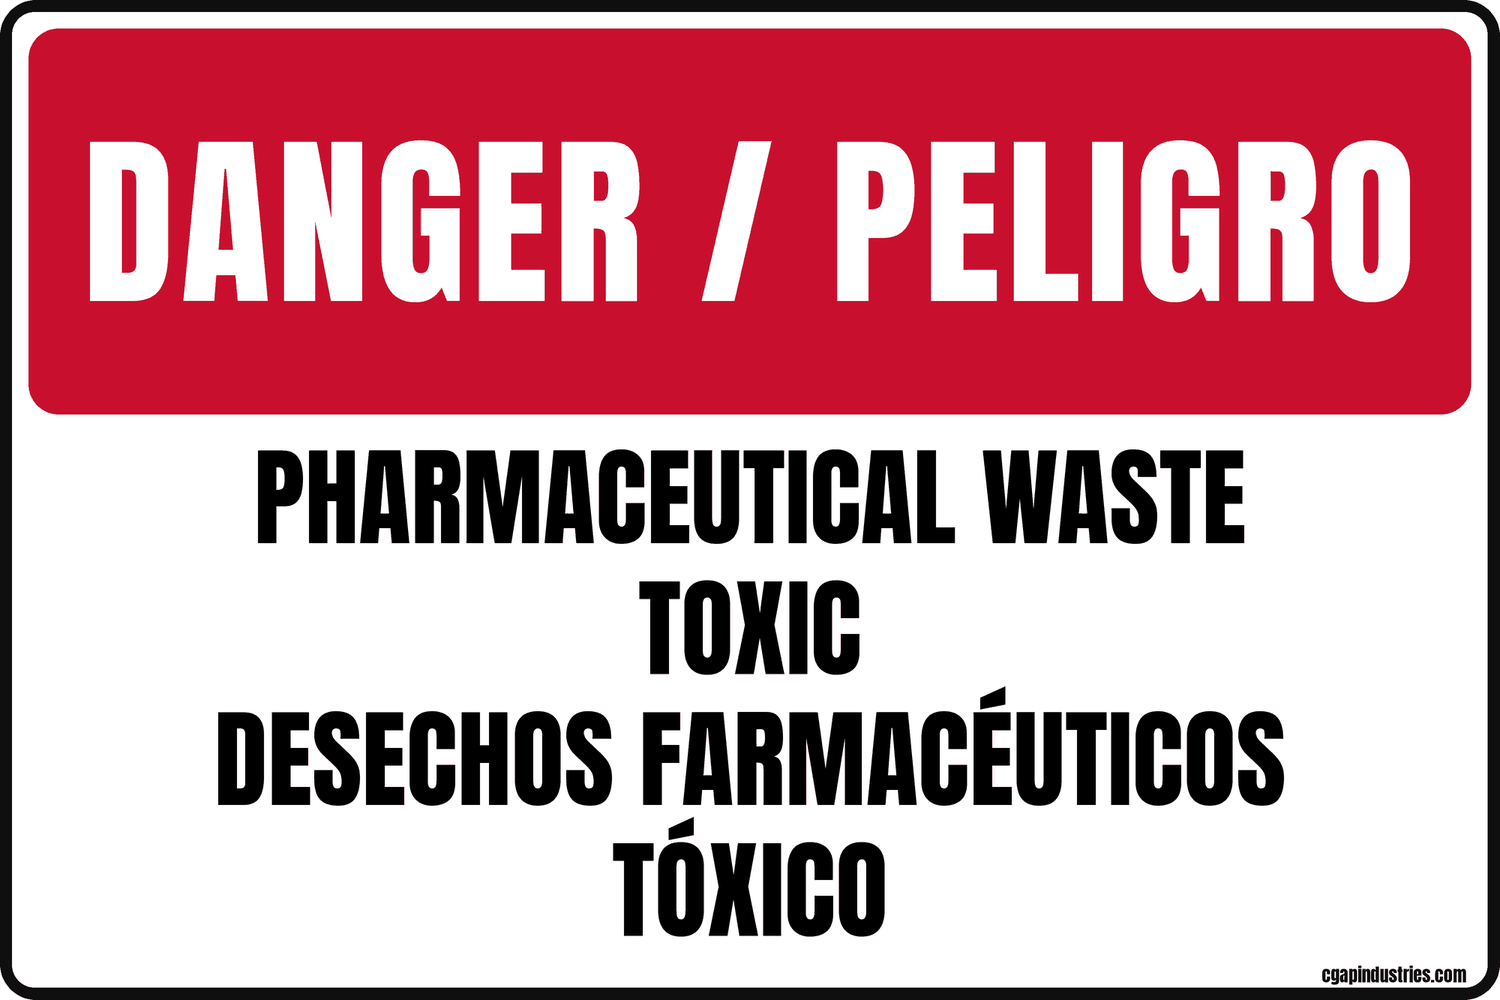 DANGER / PELIGRO
PHARMACEUTICAL WASTE
TOXIC
DESECHOS FARMACÉUTICOS
TÓXICO
cgapindustries.com